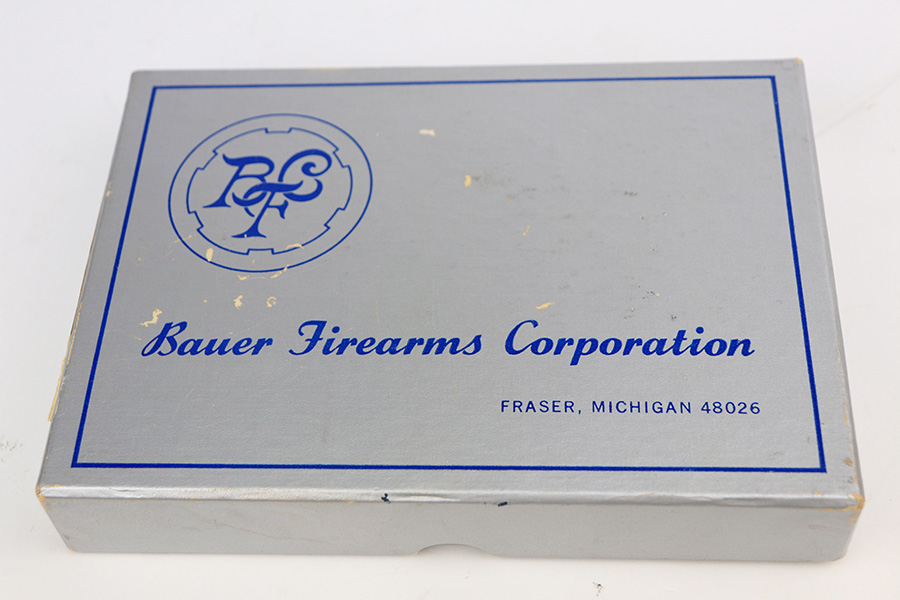 BFC
Bauer Firearms Corporation
FRASER, MICHIGAN 48026